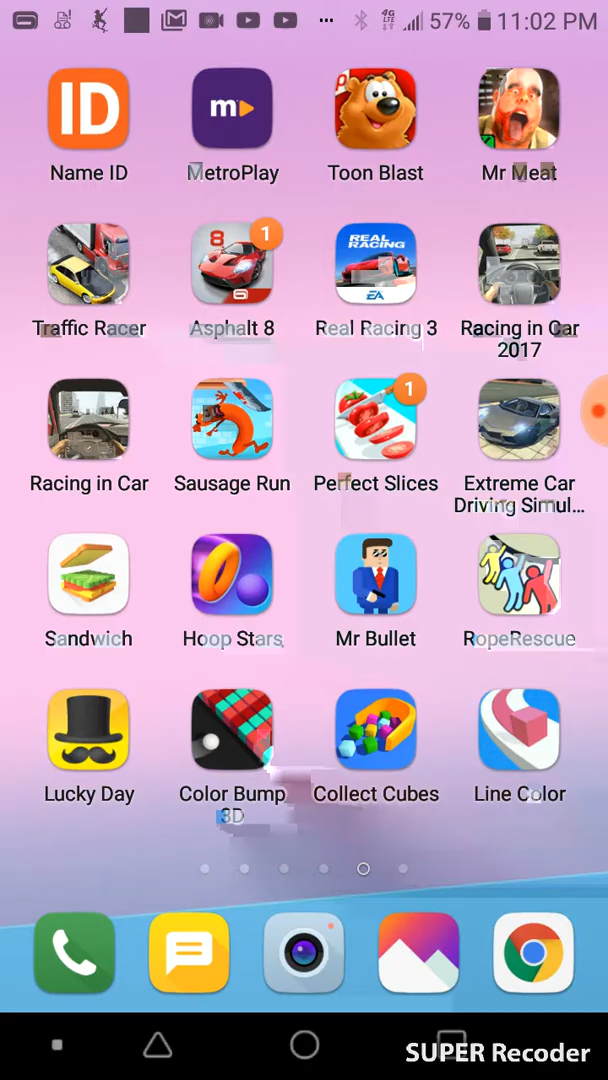 4G LTE 57% 11:02 PM
ID m 
Name ID MetroPlay Toon Blast Mr Meat
8 1 REAL RACING EA
Traffic Racer Asphalt 8 Real Racing 3 Racing in Car 2017
1
Racing in Car Sausage Run Perfect Slices Extreme Car Driving Simul...
Sandwich Hoop Stars Mr Bullet RopeRescue
Lucky Day Color Bump 3D Collect Cubes Line Color
SUPER Recoder